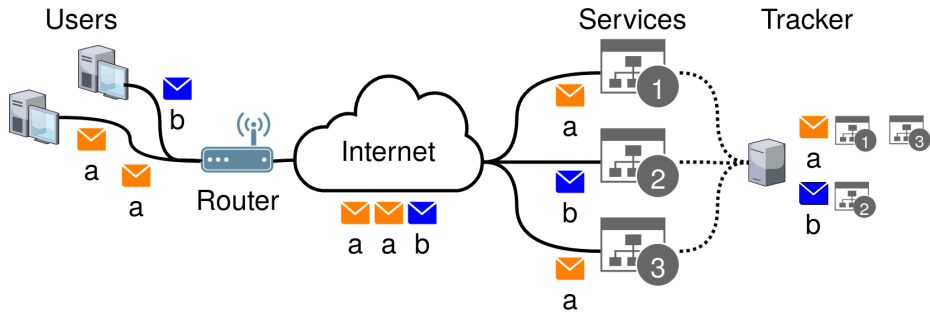 Users
Services
Tracker
b
a
a
Router
Internet
a a b
1
a
2
b
3
a
a
1
3
b
2